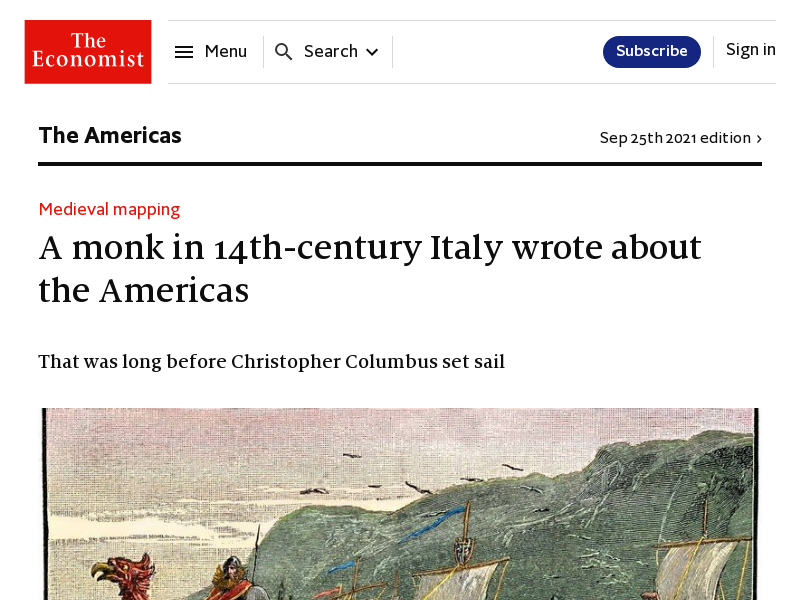 The
Economist
Menu
Search
Subscribe
Sign in
The Americas
Sep 25th 2021 edition ›
Medieval mapping
A monk in 14th-century Italy wrote about
the Americas
That was long before Christopher Columbus set sail